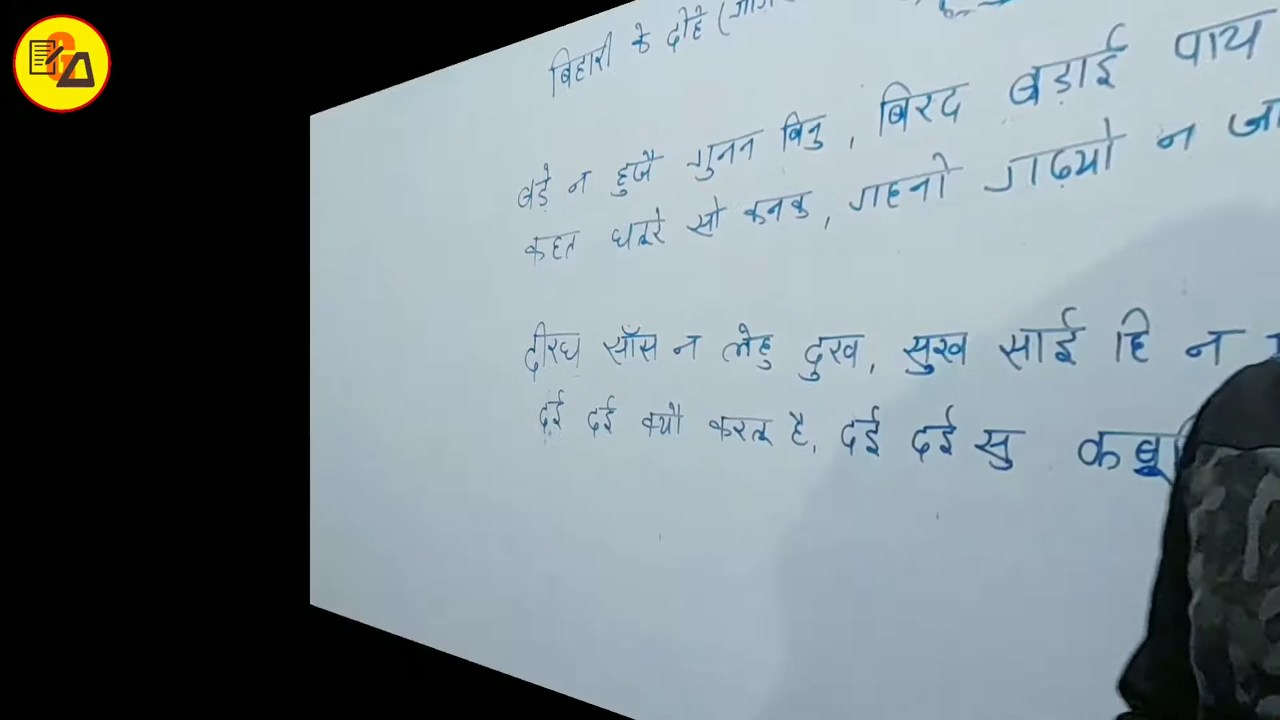 बिहारी के दोहे (
बड़े न हुजै गुनन बिनु, बिरद बड़ाई पाय
कहत धतूरे सो कनकु, गहनो गढ़यो न जा
दीरघ साँस न लेहु दुख, सुख साई हि न
दई दई क्यौ करतु है, दई दई सु कबू